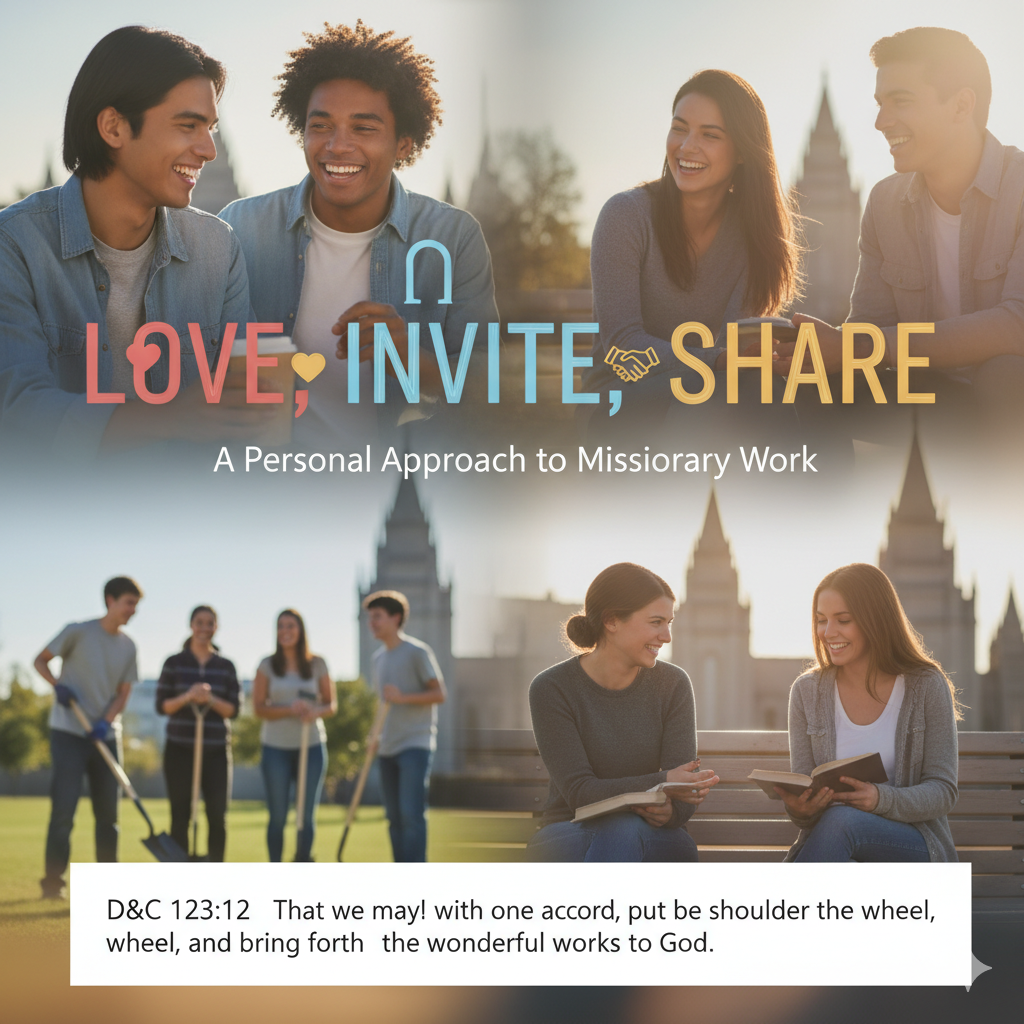 LOVE, INVITE, SHARE
A Personal Approach to Missiorary Work
D&C 123:12 That we may! with one accord, put be shoulder the wheel,
wheel, and bring forth the wonderful works to God.